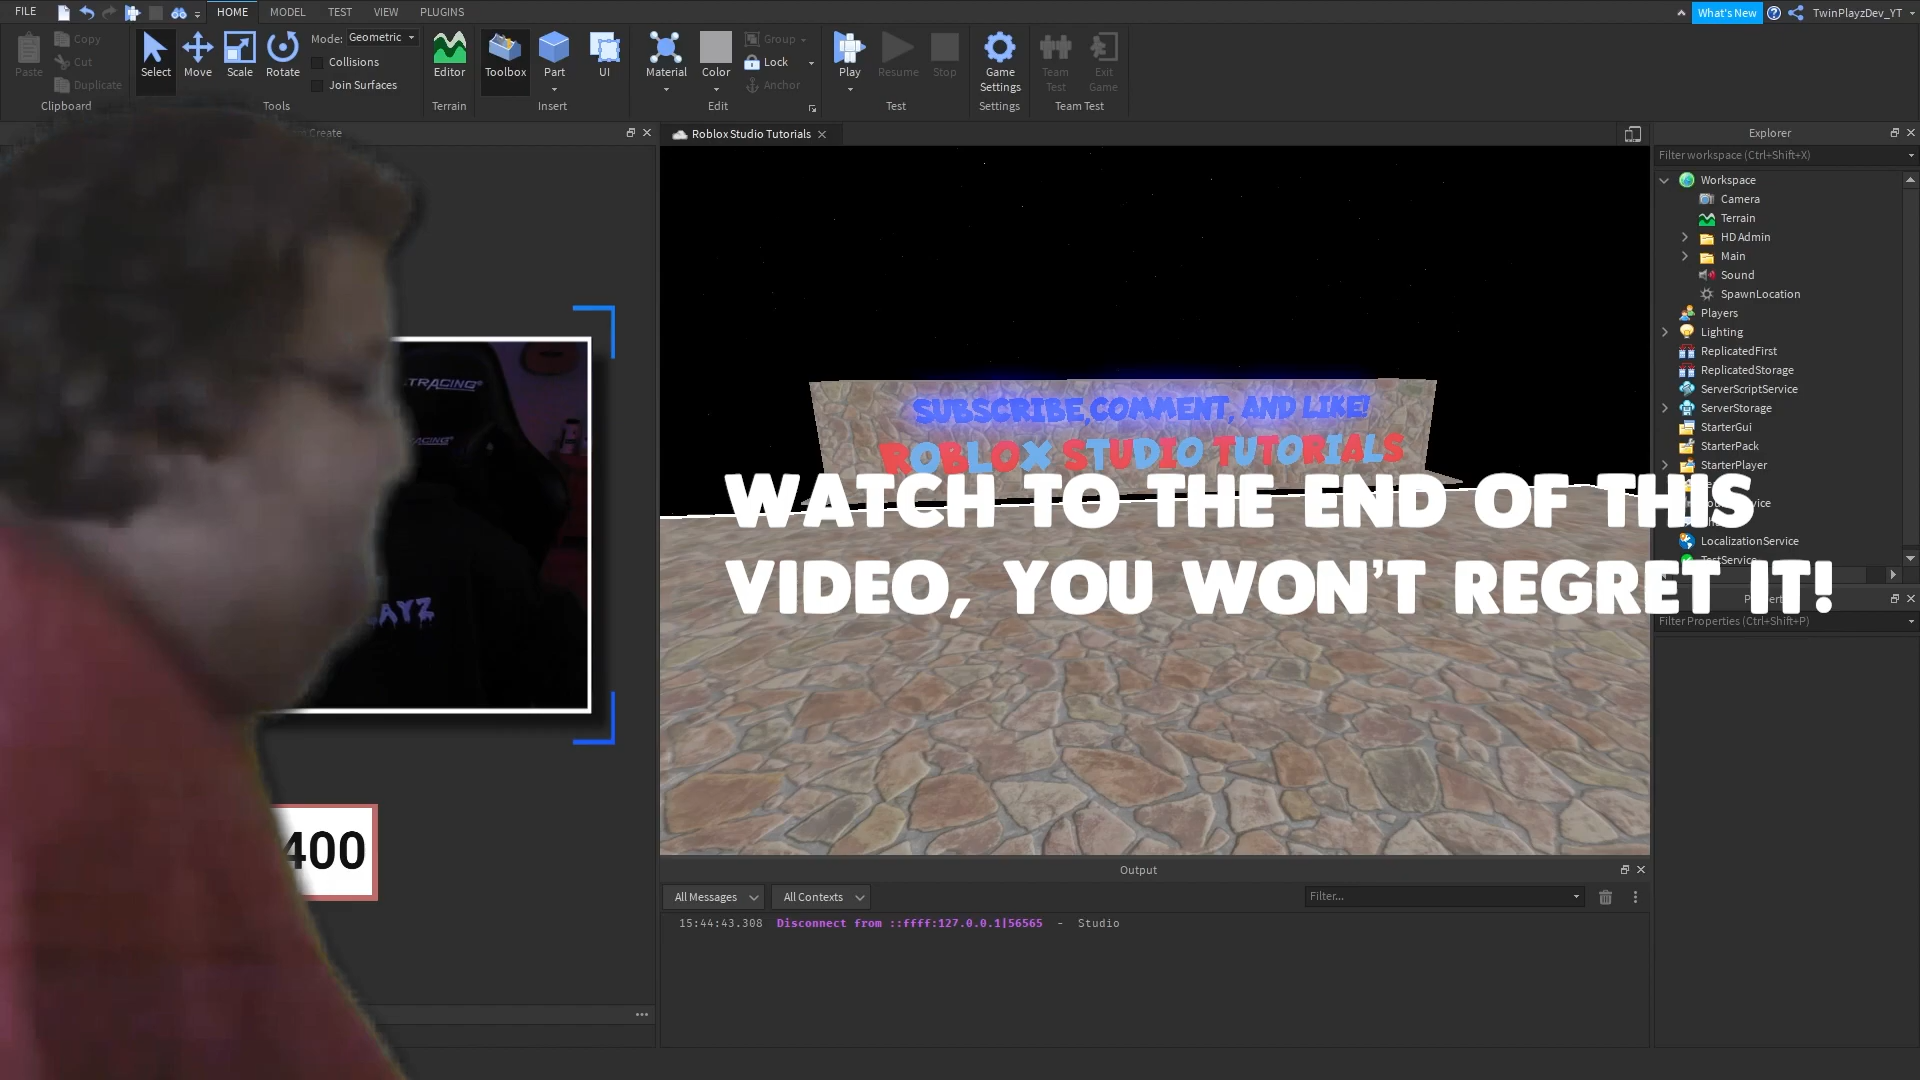 FILE HOME MODEL TEST VIEW PLUGINS What's New TwinPlayzDev_YT
Paste Copy Cut Duplicate Clipboard
Select Move Scale Rotate Mode: Geometric Collisions Join Surfaces Tools
Editor Terrain
Toolbox Part UI Insert
Material Color Group Lock Anchor Edit
Play Resume Stop Test
Game Settings Settings
Team Test Exit Game Team Test
Create
TRACING
RACING
LAYZ
400
Roblox Studio Tutorials
SUBSCRIBE,COMMENT, AND LIKE!
ROBLOX STUDIO TUTORIALS
WATCH TO THE END OF THIS
VIDEO, YOU WON'T REGRET IT!
Output
All Messages All Contexts Filter...
15:44:43.308 Disconnect from ::ffff:127.0.0.1|56565 - Studio
Explorer
Filter workspace (Ctrl+Shift+X)
Workspace
Camera
Terrain
HD Admin
Main
Sound
SpawnLocation
Players
Lighting
ReplicatedFirst
ReplicatedStorage
ServerScriptService
ServerStorage
StarterGui
StarterPack
StarterPlayer
LocalizationService
TestService
Filter Properties (Ctrl+Shift+P)